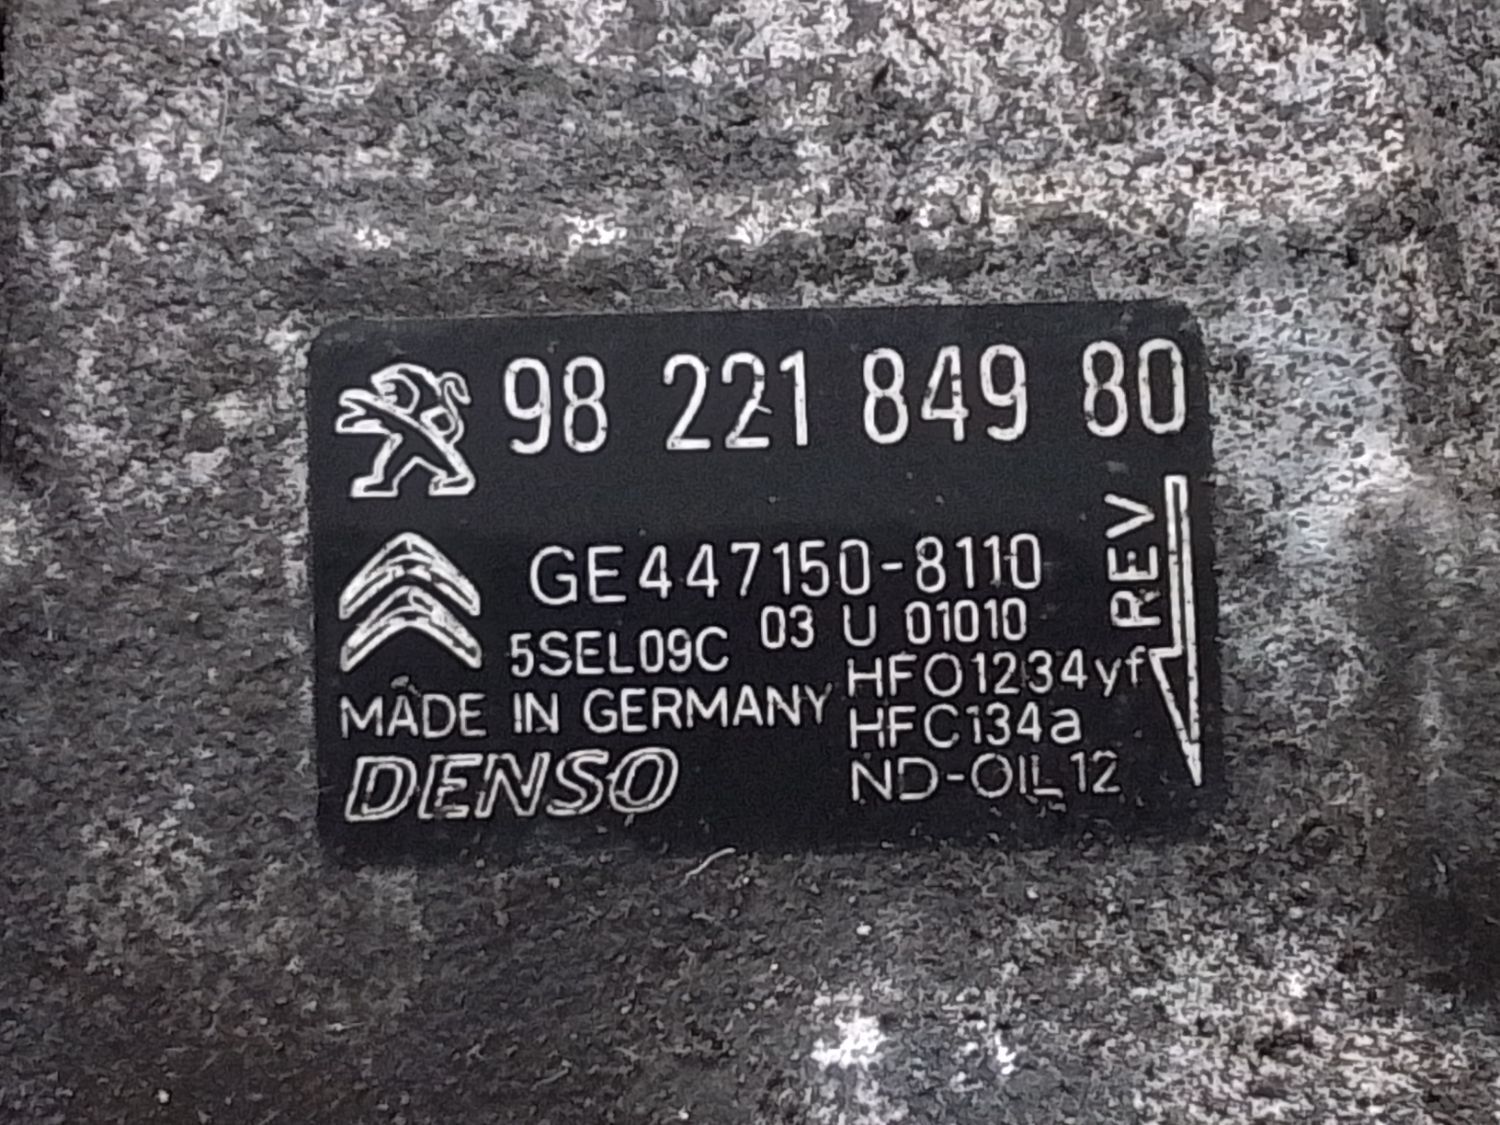 98 221 849 80
GE447150-8110
5SEL09C 03 U 01010
MADE IN GERMANY
DENSO
HFO1234yf
HFC134a
ND-OIL12
REV